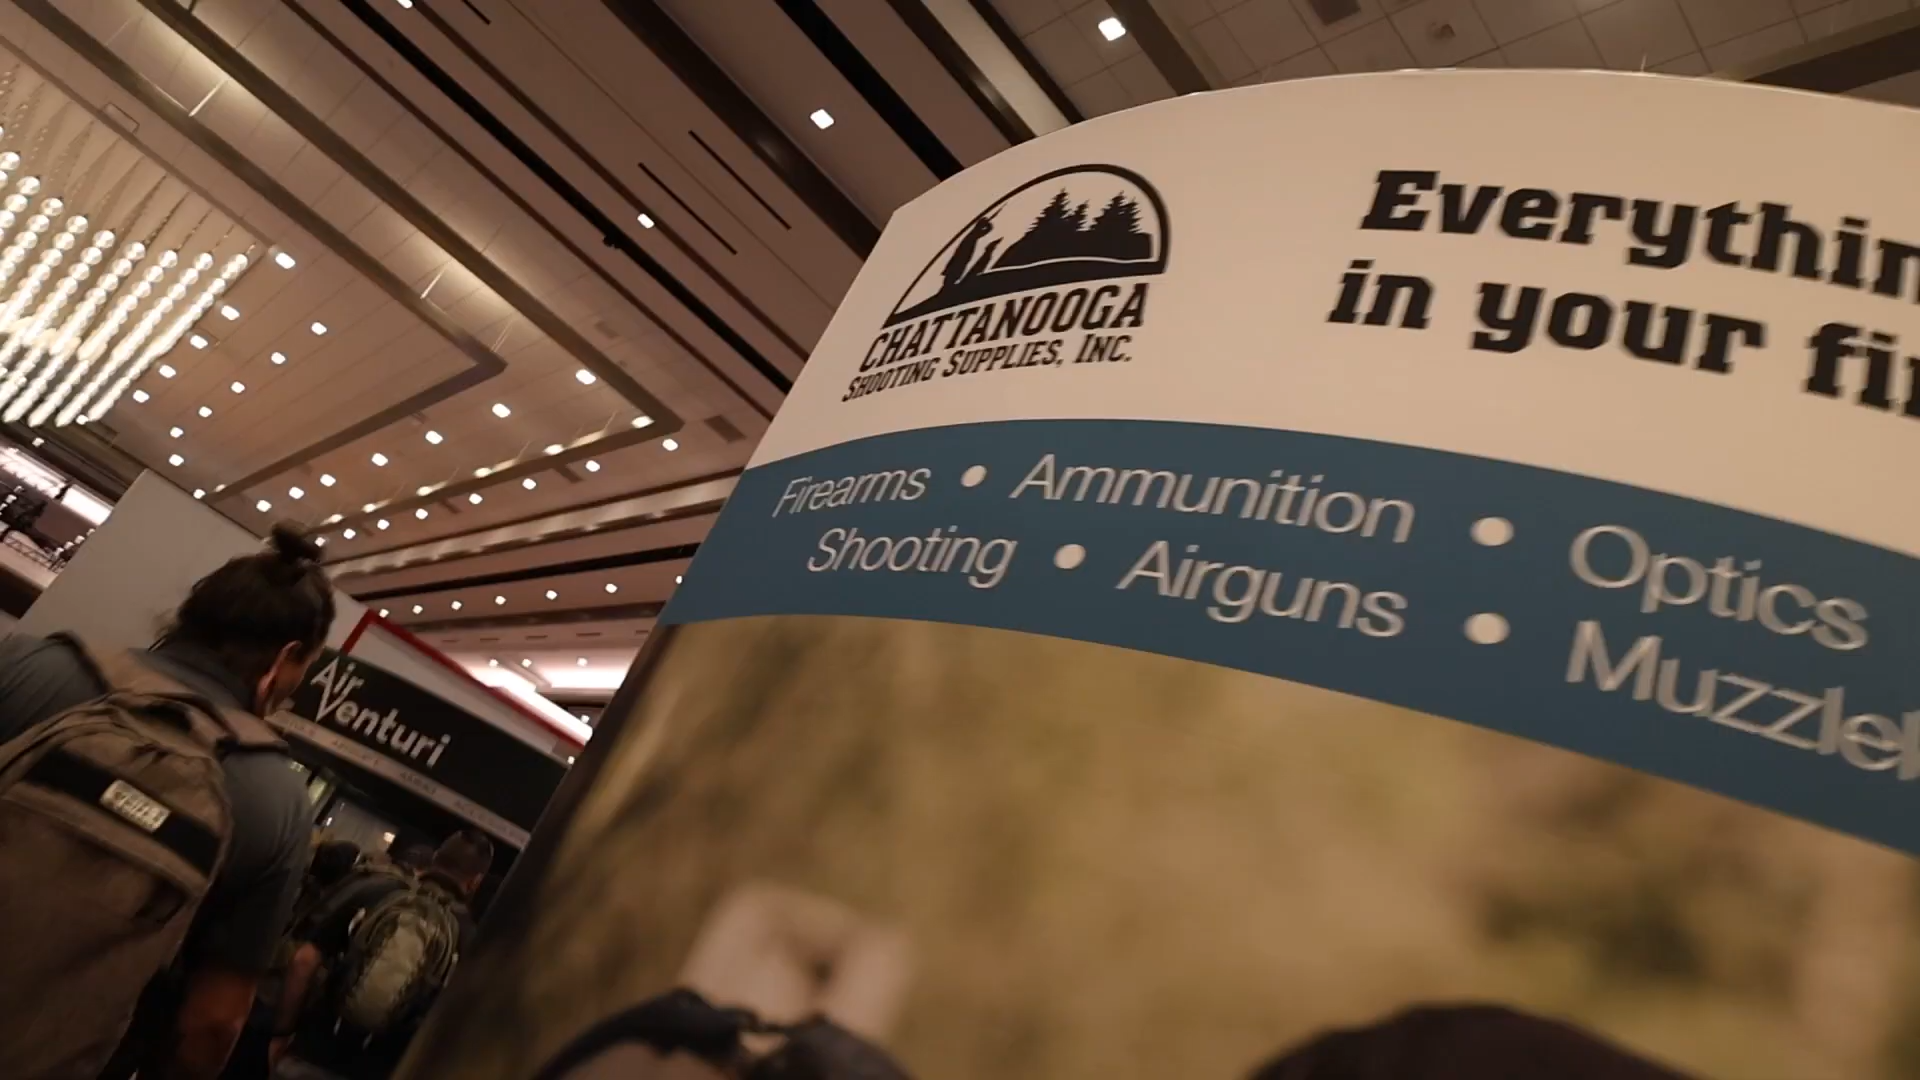 CHATTANOOGA
SHOOTING SUPPLIES, INC.
Everythin
in your fi
Firearms • Ammunition • Optics
Shooting • Airguns • Muzzle
Air
Venturi